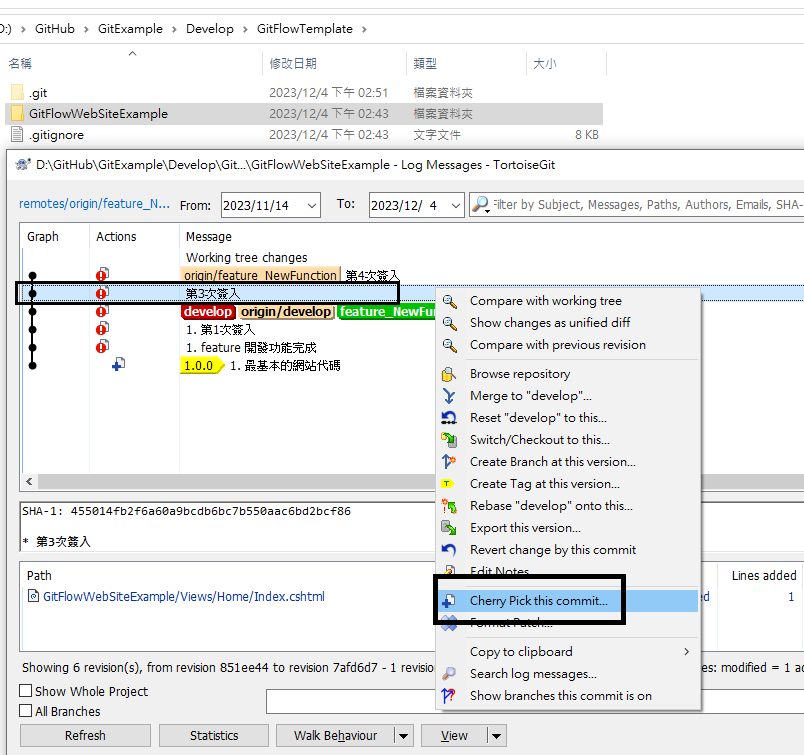 D:) > GitHub > GitExample > Develop > GitFlowTemplate >
名稱 修改日期 類型 大小
.git 2023/12/4 下午 02:51 檔案資料夾
GitFlowWebSiteExample 2023/12/4 下午 02:43 檔案資料夾
.gitignore 2023/12/4 下午 02:43 文字文件 8 KB
D:\GitHub\GitExample\Develop\Git...\GitFlowWebSiteExample - Log Messages - TortoiseGit
remotes/origin/feature_N... From: 2023/11/14 To: 2023/12/ 4 Filter by Subject, Messages, Paths, Authors, Emails, SHA-
Graph Actions Message
Working tree changes
origin/feature_NewFunction 第4次簽入
第3次簽入
develop origin/develop feature_NewFun
1. 第1次簽入
1. feature 開發功能完成
1.0.0 1. 最基本的網站代碼
Compare with working tree
Show changes as unified diff
Compare with previous revision
Browse repository
Merge to "develop"...
Reset "develop" to this...
Switch/Checkout to this...
Create Branch at this version...
Create Tag at this version...
Rebase "develop" onto this...
Export this version...
Revert change by this commit
Edit Notes
Cherry Pick this commit...
Format Patch...
Copy to clipboard >
Search log messages...
Show branches this commit is on
SHA-1: 455014fb2f6a60a9bcdb6bc7b550aac6bd2bcf86
* 第3次簽入
Path Lines added
GitFlowWebSiteExample/Views/Home/Index.cshtml ed 1
Showing 6 revision(s), from revision 851ee44 to revision 7afd6d7 - 1 revisio es: modified = 1 ad
Show Whole Project
All Branches
Refresh Statistics Walk Behaviour View